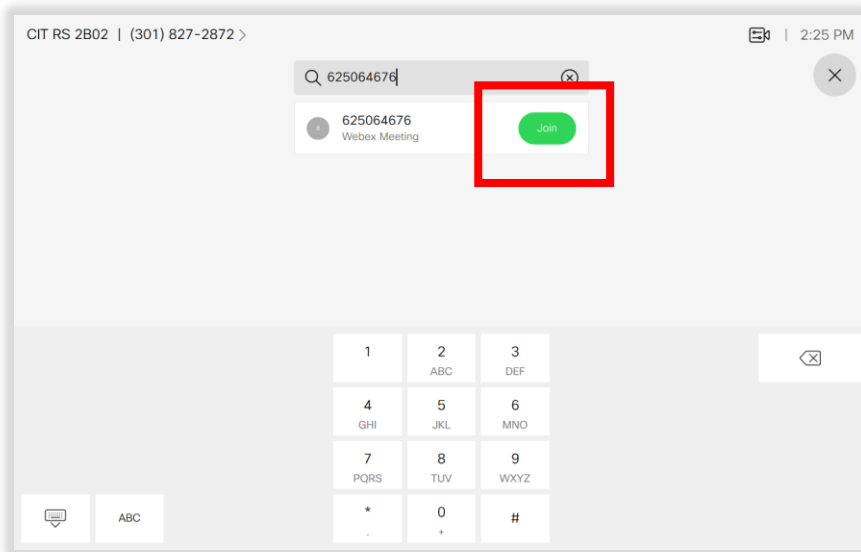 CIT RS 2B02 | (301) 827-2872 >
| 2:25 PM
625064676
625064676
Webex Meeting
Join
1
2
3
ABC
DEF
4
5
6
GHI
JKL
MNO
7
8
9
PQRS
TUV
WXYZ
ABC
*
0
#
.
+